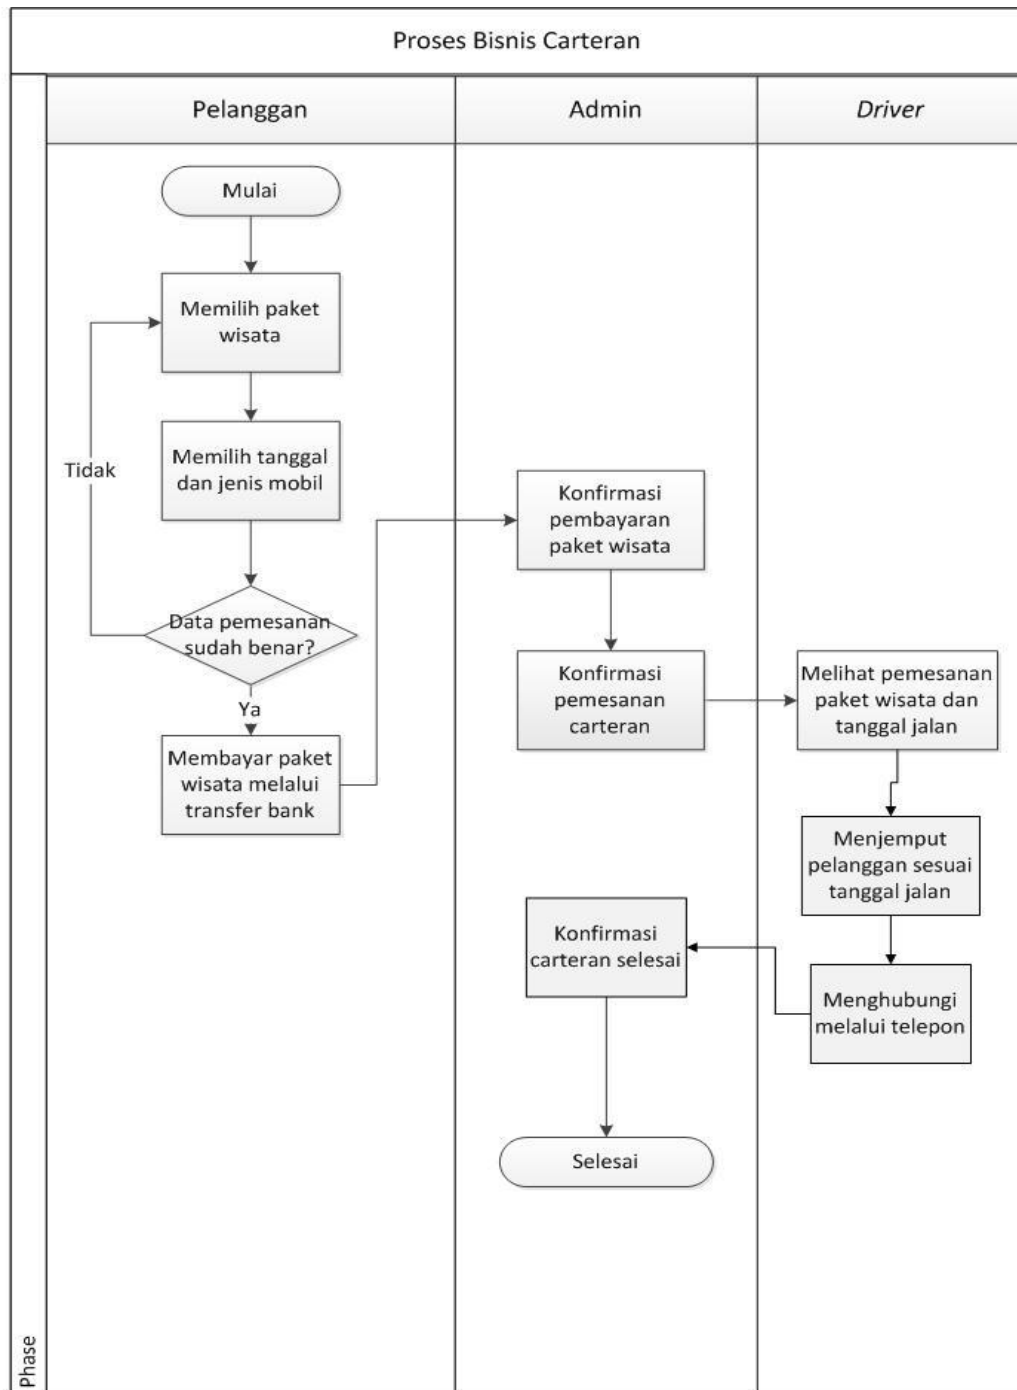 Proses Bisnis Carteran
Pelanggan
Admin
Driver
Mulai
Memilih paket
wisata
Memilih tanggal
dan jenis mobil
Tidak
Data pemesanan
sudah benar?
Ya
Membayar paket
wisata melalui
transfer bank
Konfirmasi
pembayaran
paket wisata
Konfirmasi
pemesanan
carteran
Melihat pemesanan
paket wisata dan
tanggal jalan
Menjemput
pelanggan sesuai
tanggal jalan
Menghubungi
melalui telepon
Konfirmasi
carteran selesai
Selesai
Phase